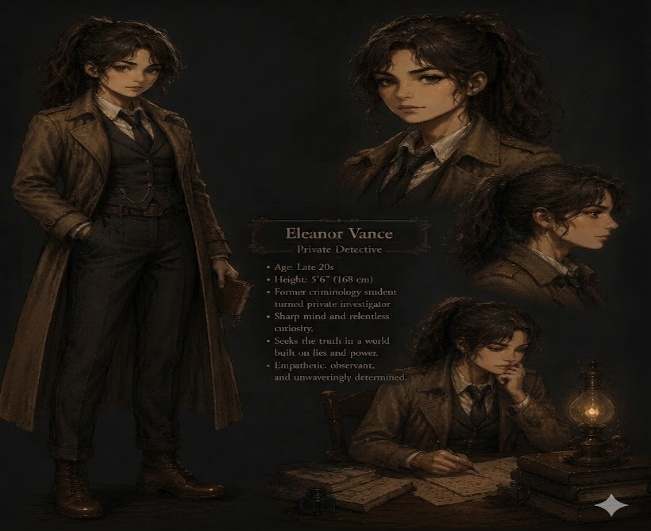 Eleanor Vance
Private Detective
• Age: Late 20s
• Height: 5'6" (168 cm)
• Former criminology student
turned private investigator
• Sharp mind and relentless
curiosity.
• Seeks the truth in a world
built on lies and power.
• Empathetic, observant,
and unwaveringly determined.